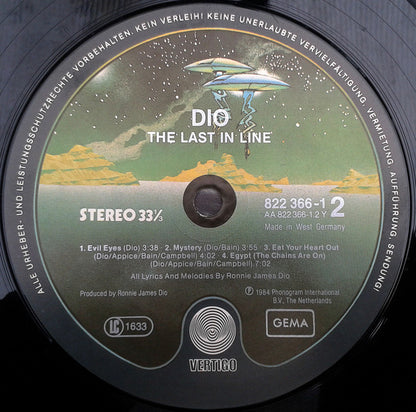 ALLE URHEBER- UND LEISTUNGSSCHUTZRECHTE VORBEHALTEN. KEIN VERLEIH! KEINE UNERLAUBTE VERVIELFÄLTIGUNG, VERMIETUNG, AUFFÜHRUNG, SENDUNG!
DIO
THE LAST IN LINE
STEREO 33⅓
822 366-1 2
AA 822 366-1.2 Y
Made in West Germany
1. Evil Eyes (Dio) 3:38 · 2. Mystery (Dio/Bain) 3:55 · 3. Eat Your Heart Out
(Dio/Appice/Bain/Campbell) 4:02 · 4. Egypt (The Chains Are On)
(Dio/Appice/Bain/Campbell) 7:02
All Lyrics And Melodies By Ronnie James Dio
Produced by Ronnie James Dio
℗ 1984 Phonogram International
B.V., The Netherlands
LC 1633
GEMA
VERTIGO